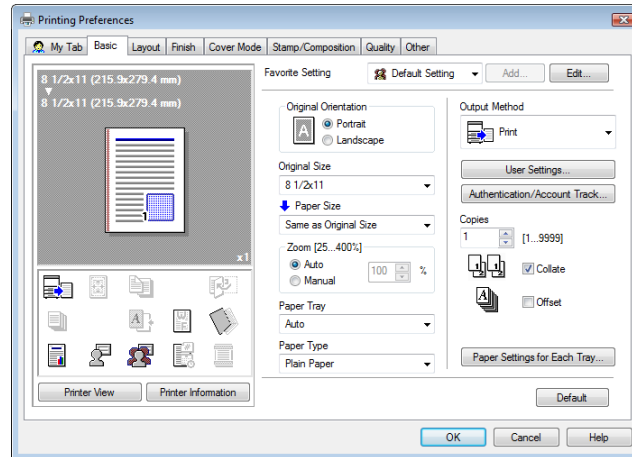 Printing Preferences
My Tab Basic Layout Finish Cover Mode Stamp/Composition Quality Other
8 1/2x11 (215.9x279.4 mm)
8 1/2x11 (215.9x279.4 mm)
1
x1
Printer View Printer Information
Favorite Setting Default Setting Add... Edit...
Original Orientation
A
Portrait
Landscape
Original Size
8 1/2x11
Paper Size
Same as Original Size
Zoom [25...400%]
Auto
Manual
100 %
Paper Tray
Auto
Paper Type
Plain Paper
Output Method
Print
User Settings...
Authentication/Account Track...
Copies
1 [1...9999]
Collate
Offset
Paper Settings for Each Tray...
Default
OK Cancel Help